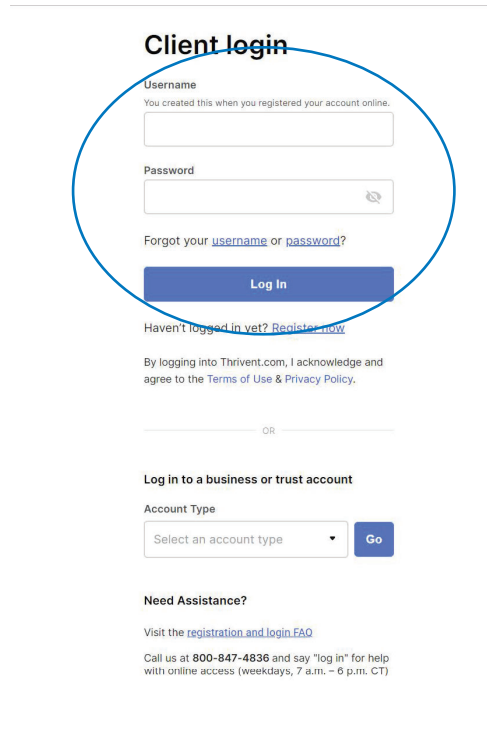 Client login
Username
You created this when you registered your account online.
Password
Forgot your username or password?
Log In
Haven't logged in yet? Register now
By logging into Thrivent.com, I acknowledge and
agree to the Terms of Use & Privacy Policy.
OR
Log in to a business or trust account
Account Type
Select an account type
Go
Need Assistance?
Visit the registration and login FAQ
Call us at 800-847-4836 and say "log in" for help
with online access (weekdays, 7 a.m. – 6 p.m. CT)